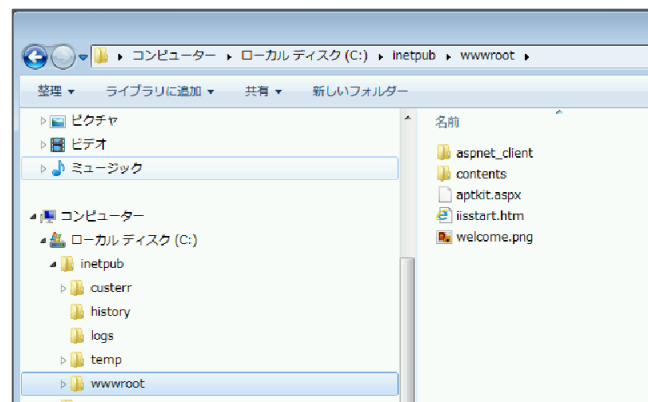 コンピューター ローカル ディスク (C:) inetpub wwwroot
整理 ライブラリに追加 共有 新しいフォルダー
ピクチャ
ビデオ
ミュージック
コンピューター
ローカル ディスク (C:)
inetpub
custerr
history
logs
temp
wwwroot
名前
aspnet_client
contents
aptkit.aspx
iisstart.htm
welcome.png